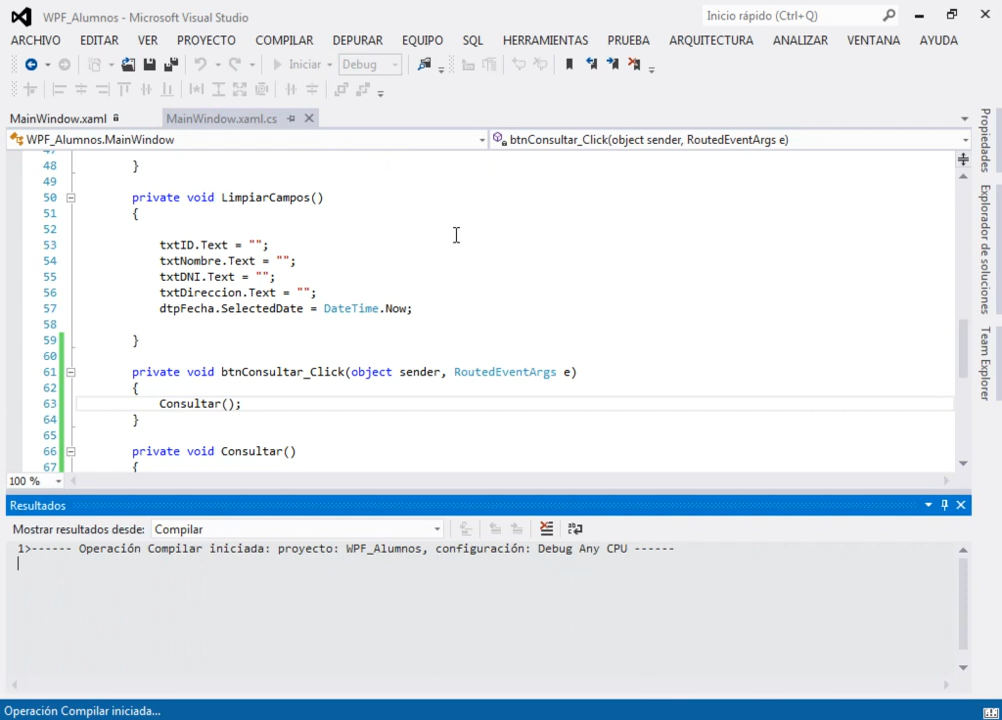 WPF_Alumnos - Microsoft Visual Studio
Inicio rápido (Ctrl+Q)
ARCHIVO EDITAR VER PROYECTO COMPILAR DEPURAR EQUIPO SQL HERRAMIENTAS PRUEBA ARQUITECTURA ANALIZAR VENTANA AYUDA
Iniciar Debug
MainWindow.xaml MainWindow.xaml.cs
WPF_Alumnos.MainWindow btnConsultar_Click(object sender, RoutedEventArgs e)
47
48 }
49
50 private void LimpiarCampos()
51 {
52
53 txtID.Text = "";
54 txtNombre.Text = "";
55 txtDNI.Text = "";
56 txtDireccion.Text = "";
57 dtpFecha.SelectedDate = DateTime.Now;
58
59 }
60
61 private void btnConsultar_Click(object sender, RoutedEventArgs e)
62 {
63 Consultar();
64 }
65
66 private void Consultar()
67 {
100 %
Propiedades
Explorador de soluciones
Team Explorer
Resultados
Mostrar resultados desde: Compilar
1>------ Operación Compilar iniciada: proyecto: WPF_Alumnos, configuración: Debug Any CPU ------
Operación Compilar iniciada...